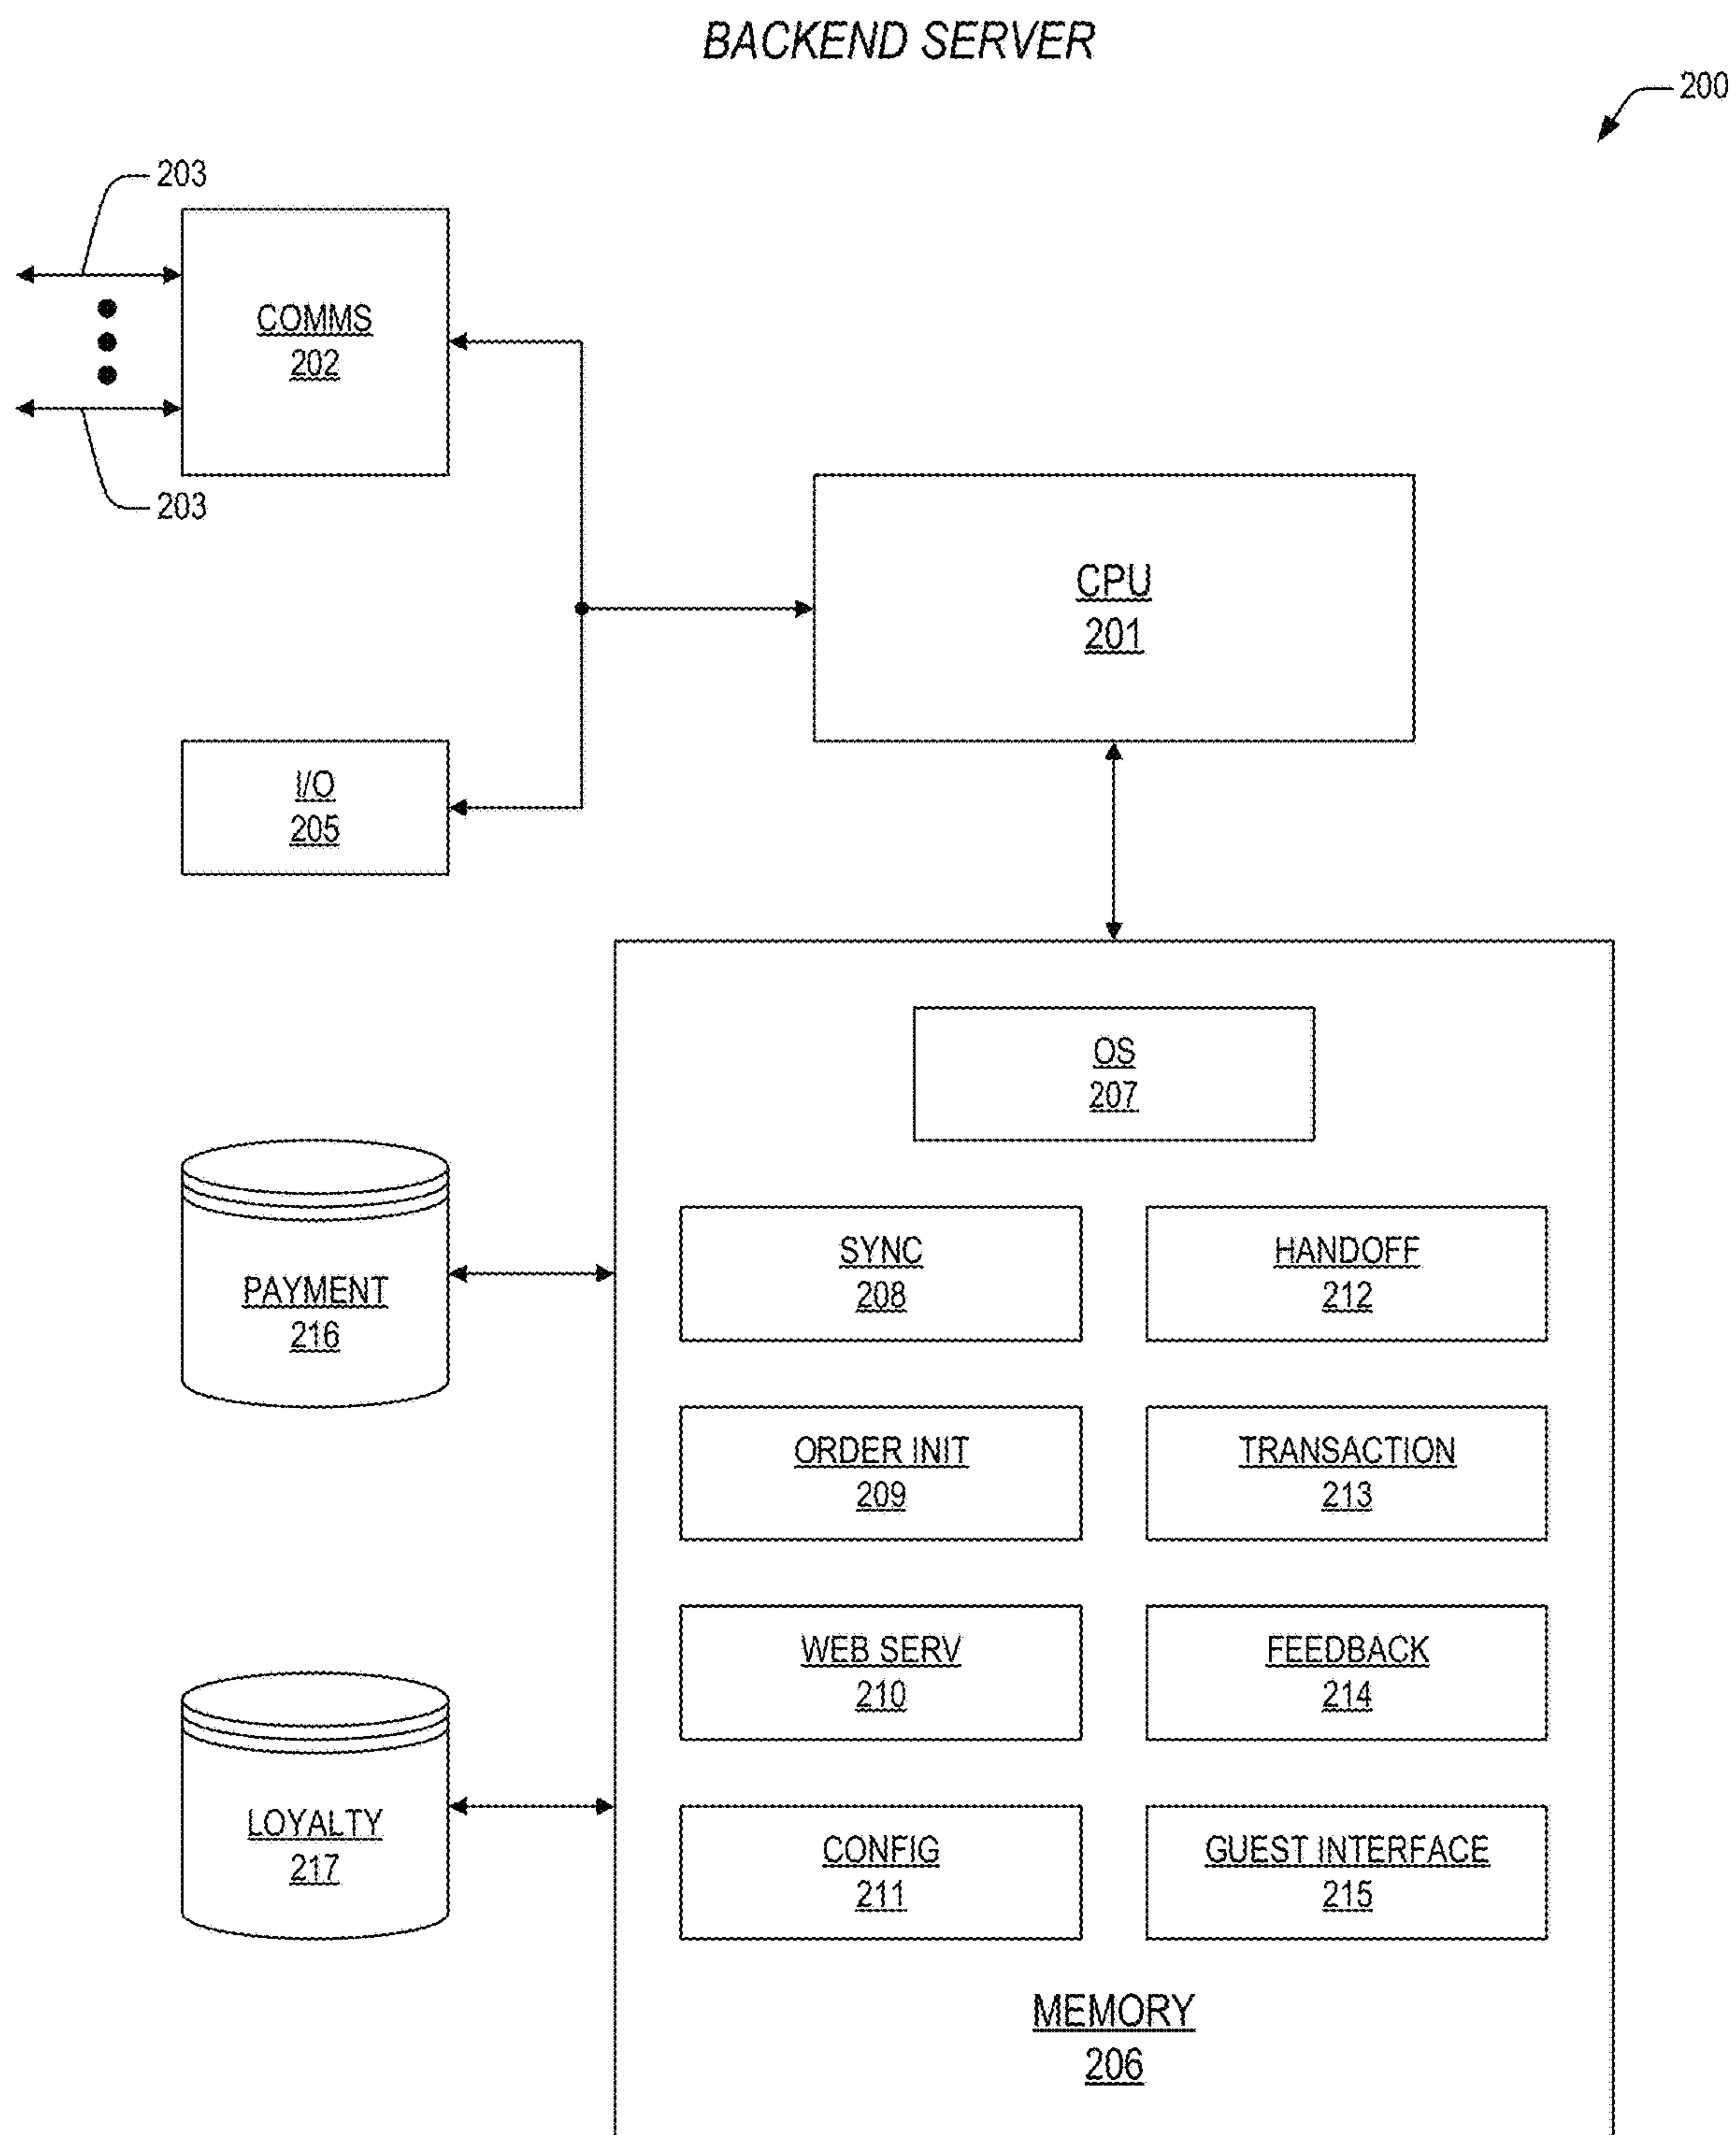 BACKEND SERVER
200
203
COMMS
202
203
CPU
201
I/O
205
OS
207
SYNC
208
HANDOFF
212
PAYMENT
216
ORDER INIT
209
TRANSACTION
213
WEB SERV
210
FEEDBACK
214
LOYALTY
217
CONFIG
211
GUEST INTERFACE
215
MEMORY
206